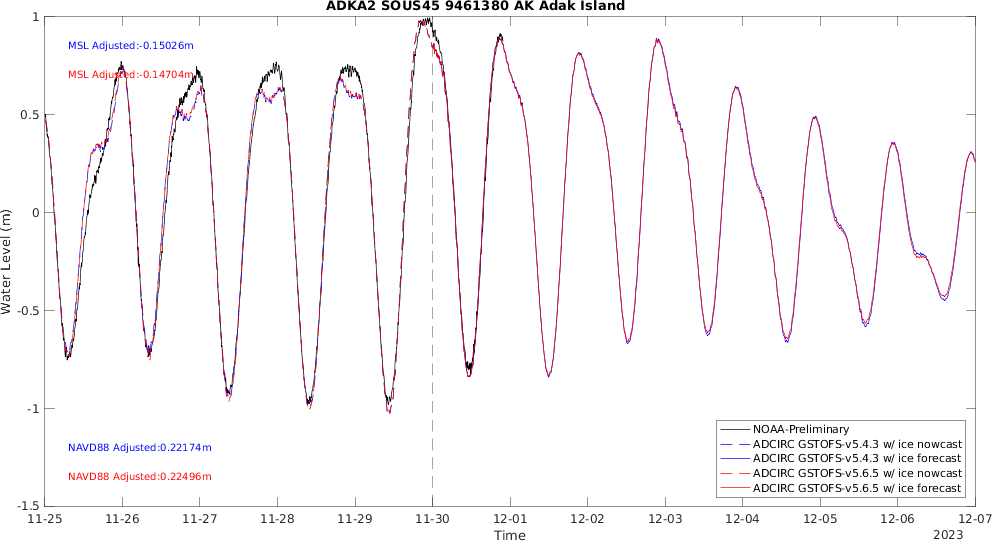 ADKA2 SOUS45 9461380 AK Adak Island
1
0.5
0
-0.5
-1
-1.5
Water Level (m)
MSL Adjusted:-0.15026m
MSL Adjusted:-0.14704m
NAVD88 Adjusted:0.22174m
NAVD88 Adjusted:0.22496m
NOAA-Preliminary
ADCIRC GSTOFS-v5.4.3 w/ ice nowcast
ADCIRC GSTOFS-v5.4.3 w/ ice forecast
ADCIRC GSTOFS-v5.6.5 w/ ice nowcast
ADCIRC GSTOFS-v5.6.5 w/ ice forecast
11-25 11-26 11-27 11-28 11-29 11-30 12-01 12-02 12-03 12-04 12-05 12-06 12-07
Time
2023